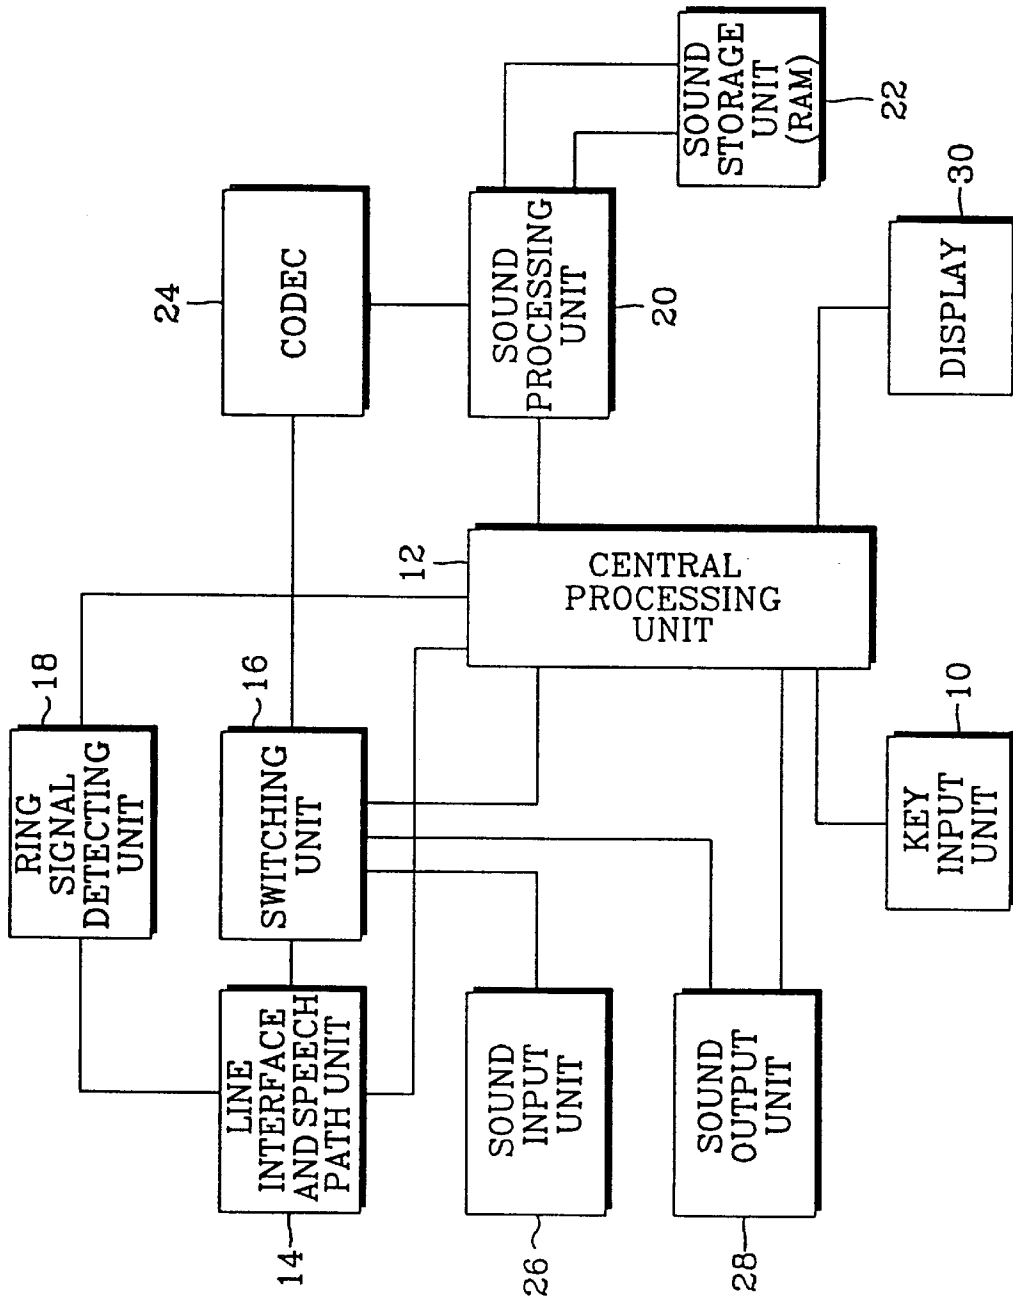 18
RING
SIGNAL
DETECTING
UNIT
14
LINE
INTERFACE
AND SPEECH
PATH UNIT
16
SWITCHING
UNIT
24
CODEC
26
SOUND
INPUT
UNIT
12
CENTRAL
PROCESSING
UNIT
SOUND
PROCESSING
UNIT
20
28
SOUND
OUTPUT
UNIT
SOUND
STORAGE
UNIT
(RAM)
22
10
KEY
INPUT
UNIT
30
DISPLAY